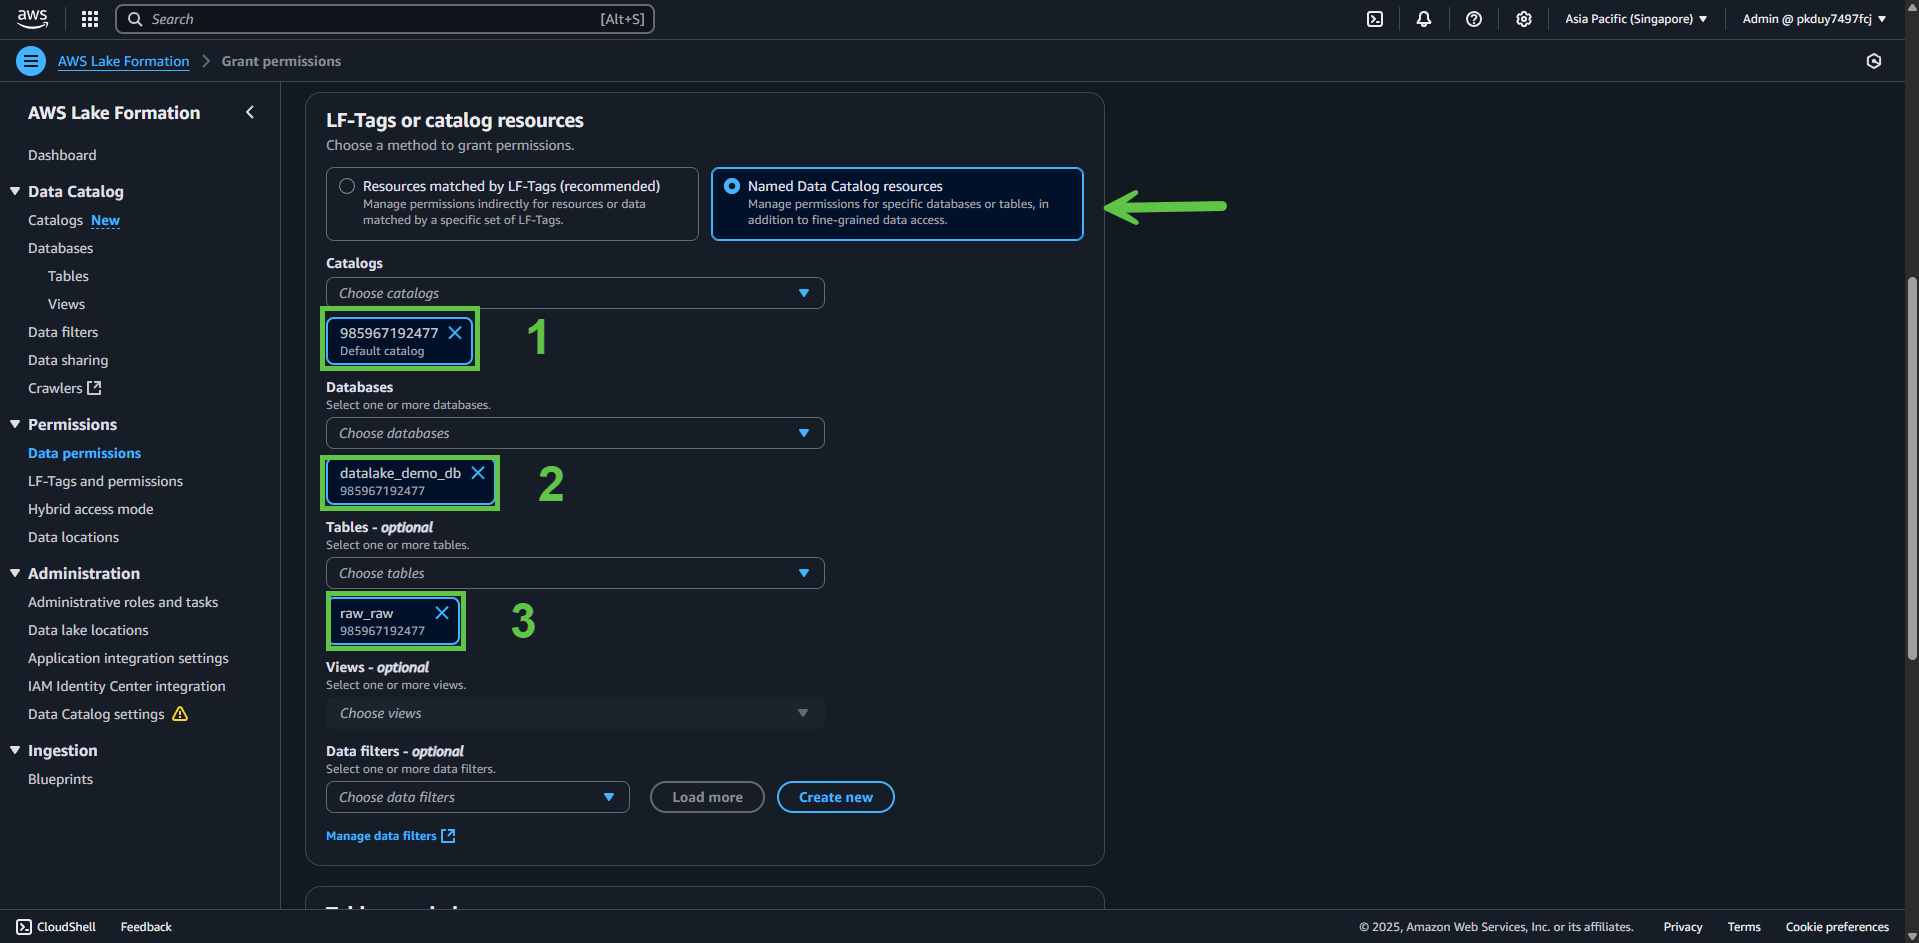 aws
Search
[Alt+S]
Asia Pacific (Singapore)
Admin @ pkduy7497fcj
AWS Lake Formation
Grant permissions
AWS Lake Formation
Dashboard
Data Catalog
Catalogs New
Databases
Tables
Views
Data filters
Data sharing
Crawlers
Permissions
Data permissions
LF-Tags and permissions
Hybrid access mode
Data locations
Administration
Administrative roles and tasks
Data lake locations
Application integration settings
IAM Identity Center integration
Data Catalog settings
Ingestion
Blueprints
LF-Tags or catalog resources
Choose a method to grant permissions.
Resources matched by LF-Tags (recommended)
Manage permissions indirectly for resources or data
matched by a specific set of LF-Tags.
Named Data Catalog resources
Manage permissions for specific databases or tables, in
addition to fine-grained data access.
Catalogs
Choose catalogs
985967192477
Default catalog
1
Databases
Select one or more databases.
Choose databases
datalake_demo_db
985967192477
2
Tables - optional
Select one or more tables.
Choose tables
raw_raw
985967192477
3
Views - optional
Select one or more views.
Choose views
Data filters - optional
Select one or more data filters.
Choose data filters
Load more
Create new
Manage data filters
CloudShell
Feedback
© 2025, Amazon Web Services, Inc. or its affiliates.
Privacy
Terms
Cookie preferences